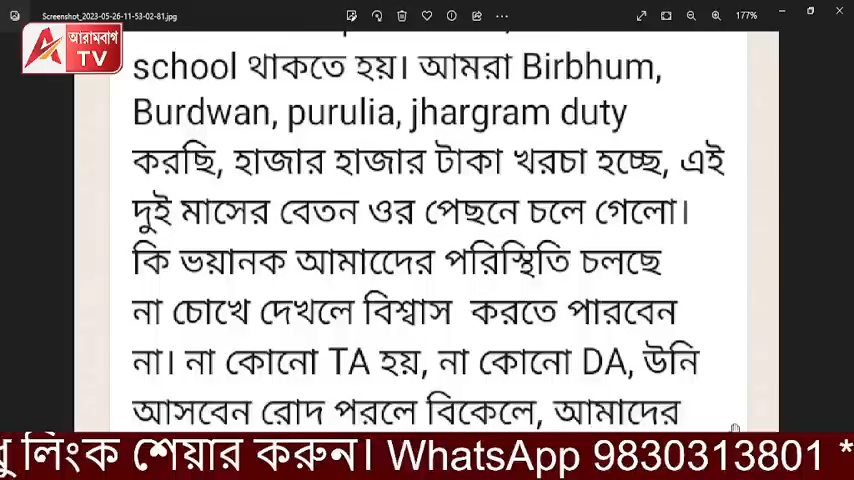 Screenshot_2023-05-26-11-53-02-81.jpg
177%
আরামবাগ
TV
school থাকতে হয়। আমরা Birbhum,
Burdwan, purulia, jhargram duty
করছি, হাজার হাজার টাকা খরচা হচ্ছে, এই
দুই মাসের বেতন ওর পেছনে চলে গেলো।
কি ভয়ানক আমাদের পরিস্থিতি চলছে
না চোখে দেখলে বিশ্বাস করতে পারবেন
না। না কোনো TA হয়, না কোনো DA, উনি
আসবেন রোদ পরলে বিকেলে, আমাদের
লিংক শেয়ার করুন। WhatsApp 9830313801 *